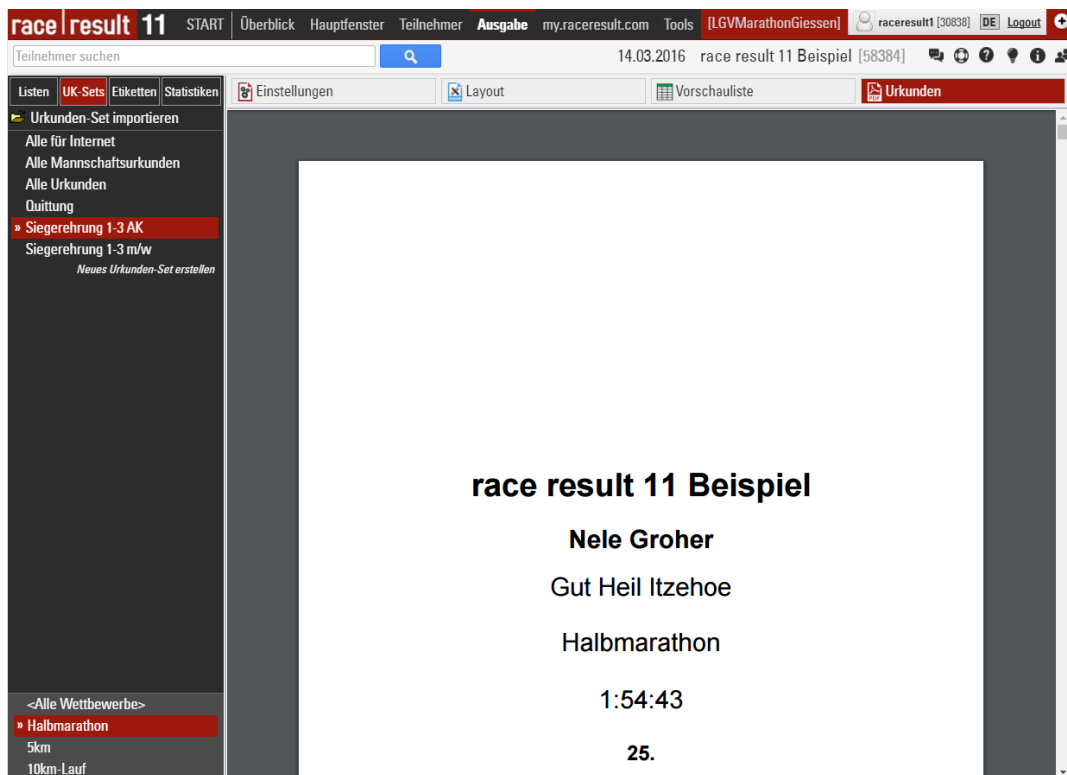 race result 11 START Überblick Hauptfenster Teilnehmer Ausgabe my.raceresult.com Tools [LGVMarathonGiessen] raceresult1 [30838] DE Logout
Teilnehmer suchen 14.03.2016 race result 11 Beispiel [58384]
Listen UK-Sets Etiketten Statistiken Einstellungen Layout Vorschauliste Urkunden
Urkunden-Set importieren
Alle für Internet
Alle Mannschaftsurkunden
Alle Urkunden
Quittung
» Siegerehrung 1-3 AK
Siegerehrung 1-3 m/w
Neues Urkunden-Set erstellen
race result 11 Beispiel
Nele Groher
Gut Heil Itzehoe
Halbmarathon
1:54:43
25.
<Alle Wettbewerbe>
» Halbmarathon
5km
10km-Lauf